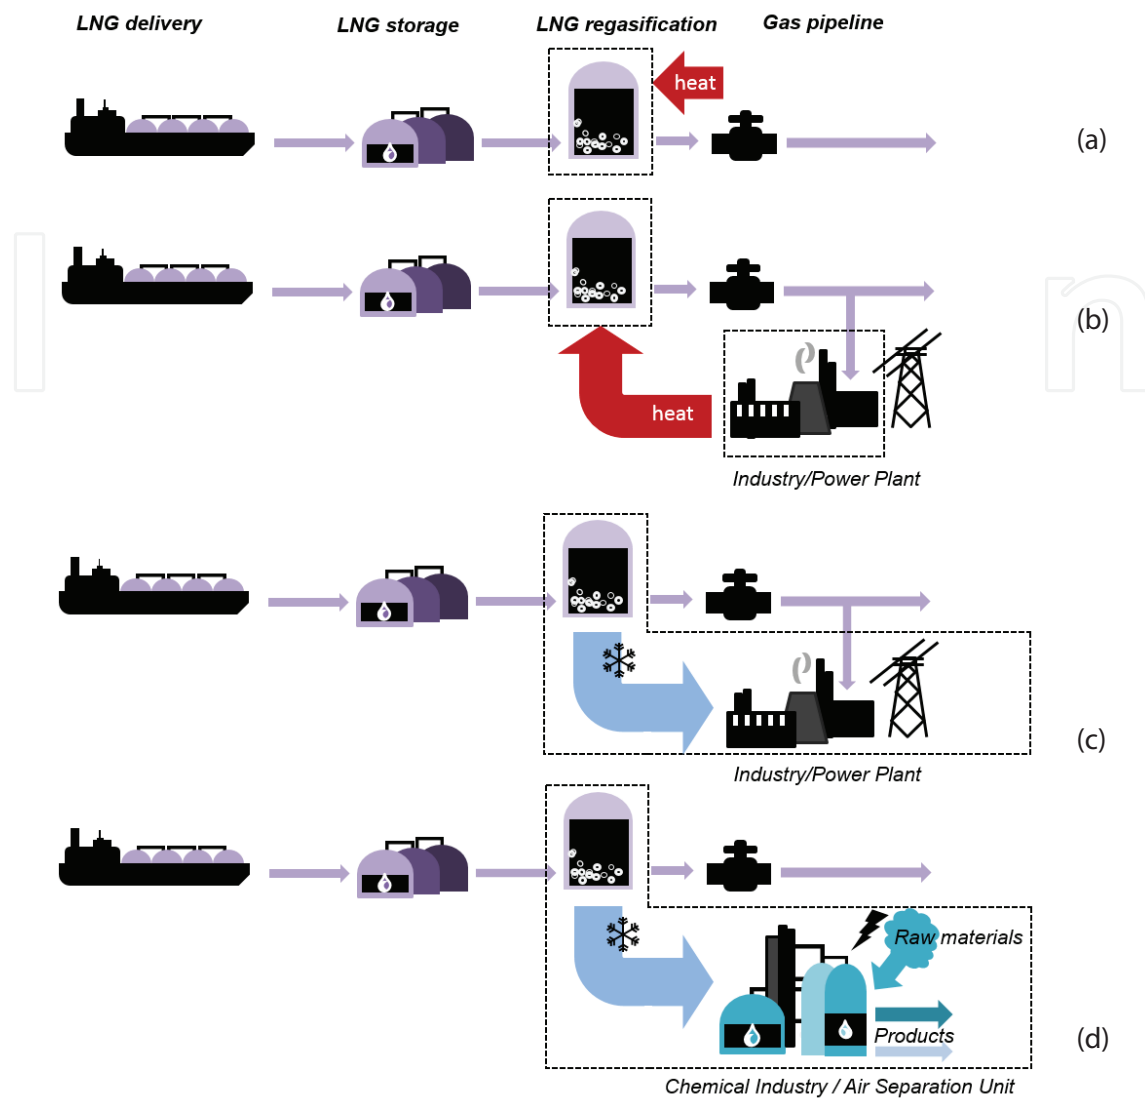 LNG delivery
LNG storage
LNG regasification
Gas pipeline
heat
(a)
(b)
heat
Industry/Power Plant
(c)
Industry/Power Plant
Raw materials
Products
(d)
Chemical Industry / Air Separation Unit